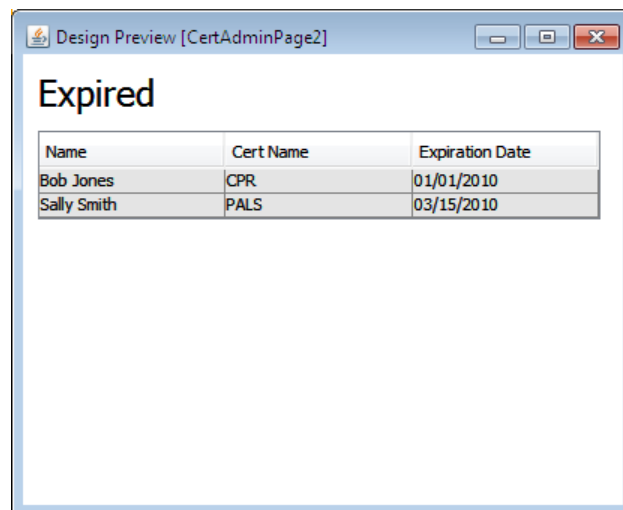 Design Preview [CertAdminPage2]
Expired
Name Cert Name Expiration Date
Bob Jones CPR 01/01/2010
Sally Smith PALS 03/15/2010